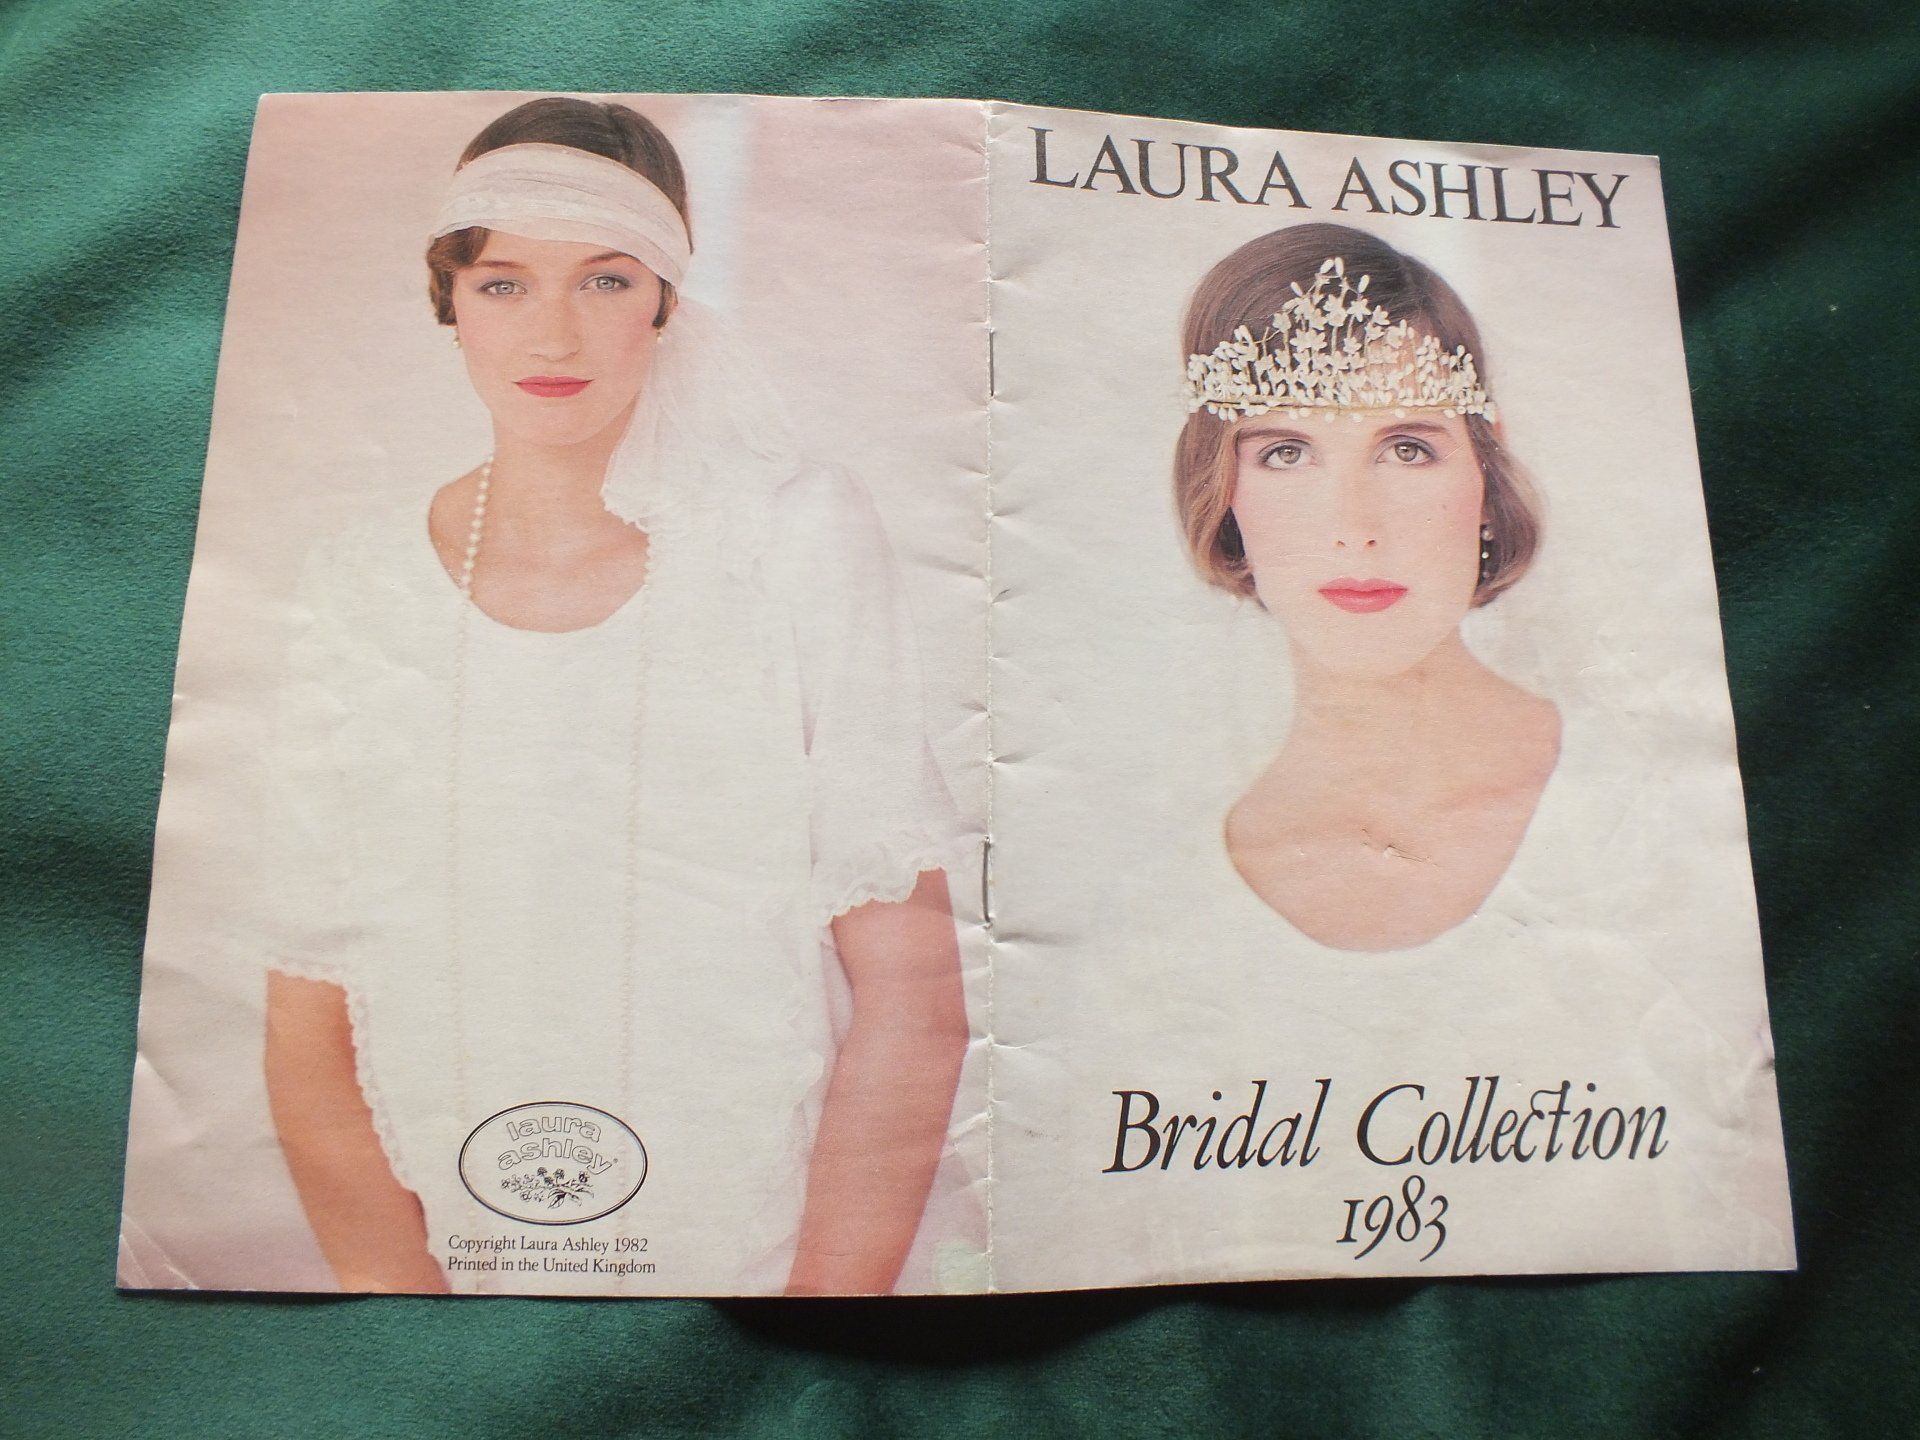 LAURA ASHLEY
Bridal Collection
1983
laura
ashley®
Copyright Laura Ashley 1982
Printed in the United Kingdom